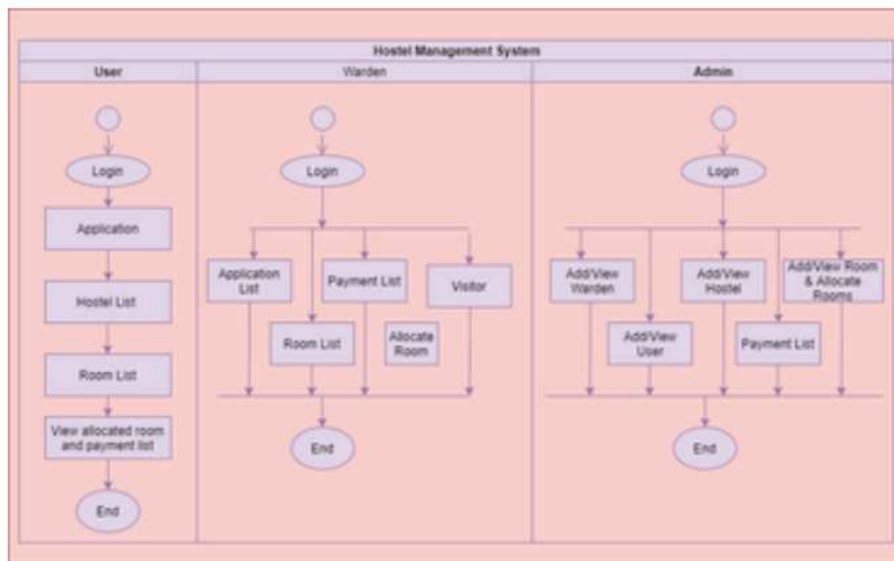 Hostel Management System
User
Warden
Admin
Login
Application
Hostel List
Room List
View allocated room
and payment list
End
Login
Application
List
Payment List
Visitor
Room List
Allocate
Room
End
Login
Add/View
Warden
Add/View
Hostel
Add/View Room
& Allocate
Rooms
Add/View
User
Payment List
End